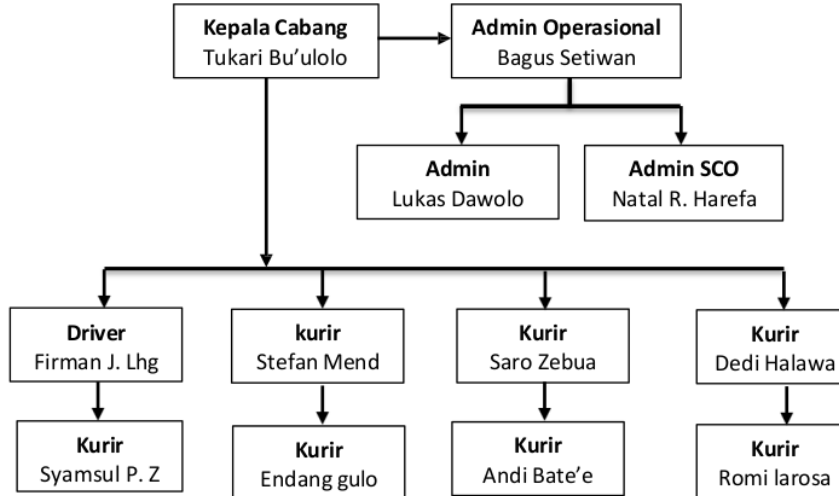 Kepala Cabang
Tukari Bu’ulolo
Admin Operasional
Bagus Setiwan
Admin
Lukas Dawolo
Admin SCO
Natal R. Harefa
Driver
Firman J. Lhg
kurir
Stefan Mend
Kurir
Saro Zebua
Kurir
Dedi Halawa
Kurir
Syamsul P. Z
Kurir
Endang gulo
Kurir
Andi Bate’e
Kurir
Romi larosa